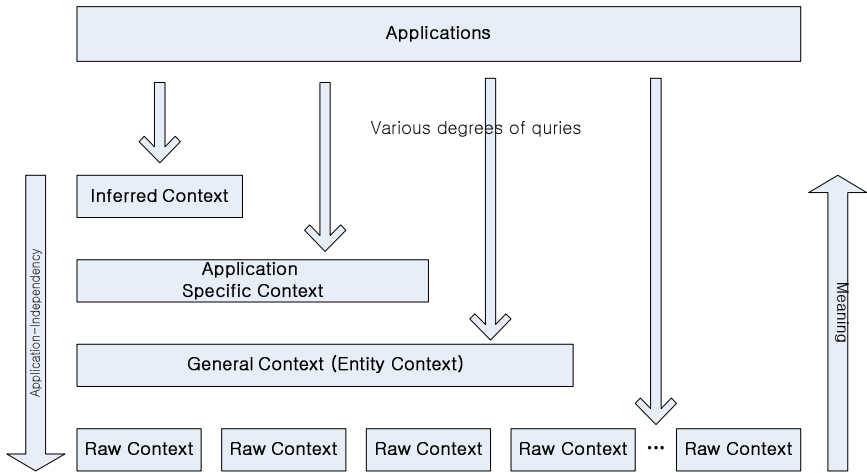 Applications
Various degrees of quries
Inferred Context
Application
Specific Context
General Context (Entity Context)
Raw Context
Raw Context
Raw Context
Raw Context
...
Raw Context
Application-Independency
Meaning